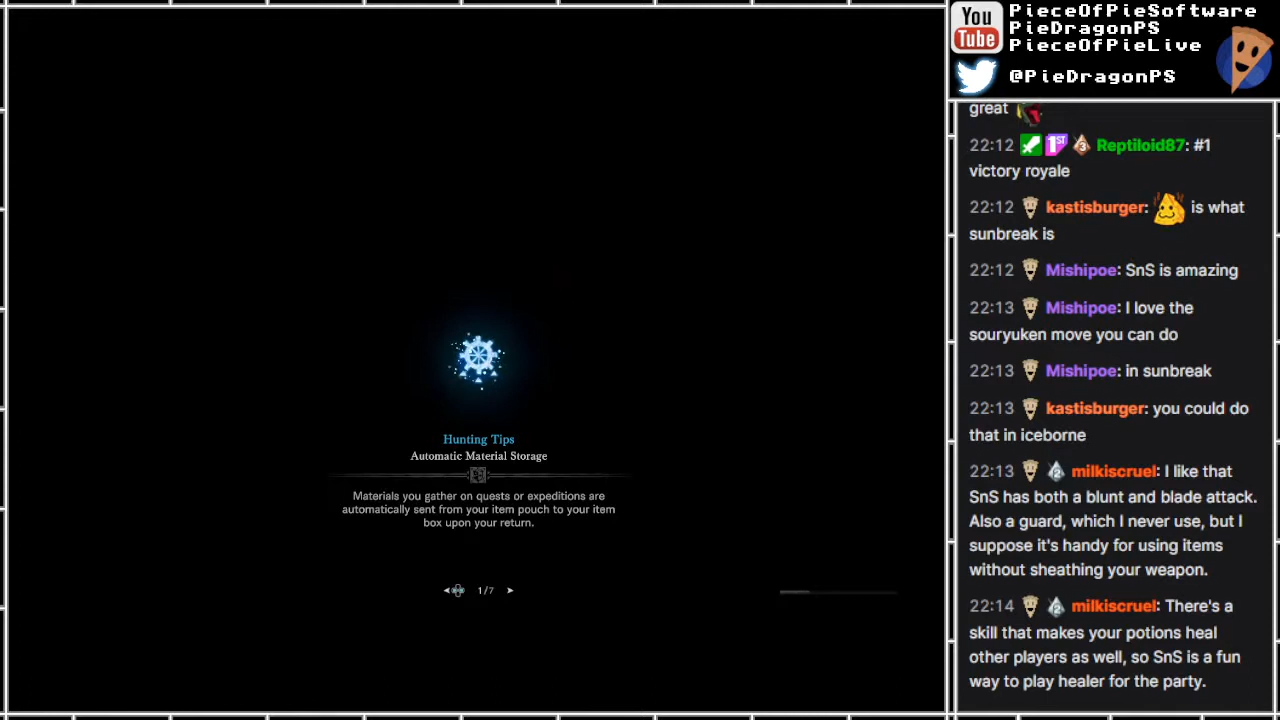 Hunting Tips
Automatic Material Storage
Materials you gather on quests or expeditions are
automatically sent from your item pouch to your item
box upon your return.
1/7
You
Tube
PieceOfPieSoftware
PieDragonPS
PieceOfPieLive
@PieDragonPS
great
22:12 1ST 3 Reptiloid87: #1
victory royale
22:12 kastisburger: is what
sunbreak is
22:12 Mishipoe: SnS is amazing
22:13 Mishipoe: I love the
souryuken move you can do
22:13 Mishipoe: in sunbreak
22:13 kastisburger: you could do
that in iceborne
22:13 2 milkiscruel: I like that
SnS has both a blunt and blade attack.
Also a guard, which I never use, but I
suppose it's handy for using items
without sheathing your weapon.
22:14 2 milkiscruel: There's a
skill that makes your potions heal
other players as well, so SnS is a fun
way to play healer for the party.